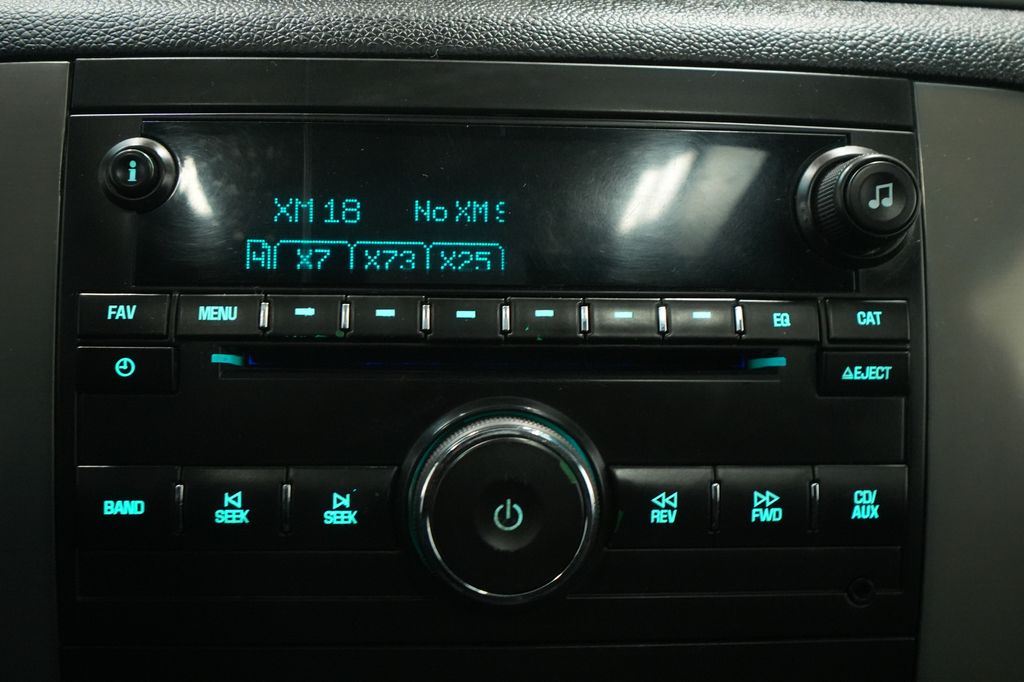 i
XM 18 No XM
4 X7 X73 X25
FAV MENU EQ CAT
EJECT
BAND SEEK SEEK REV FWD CD/
AUX